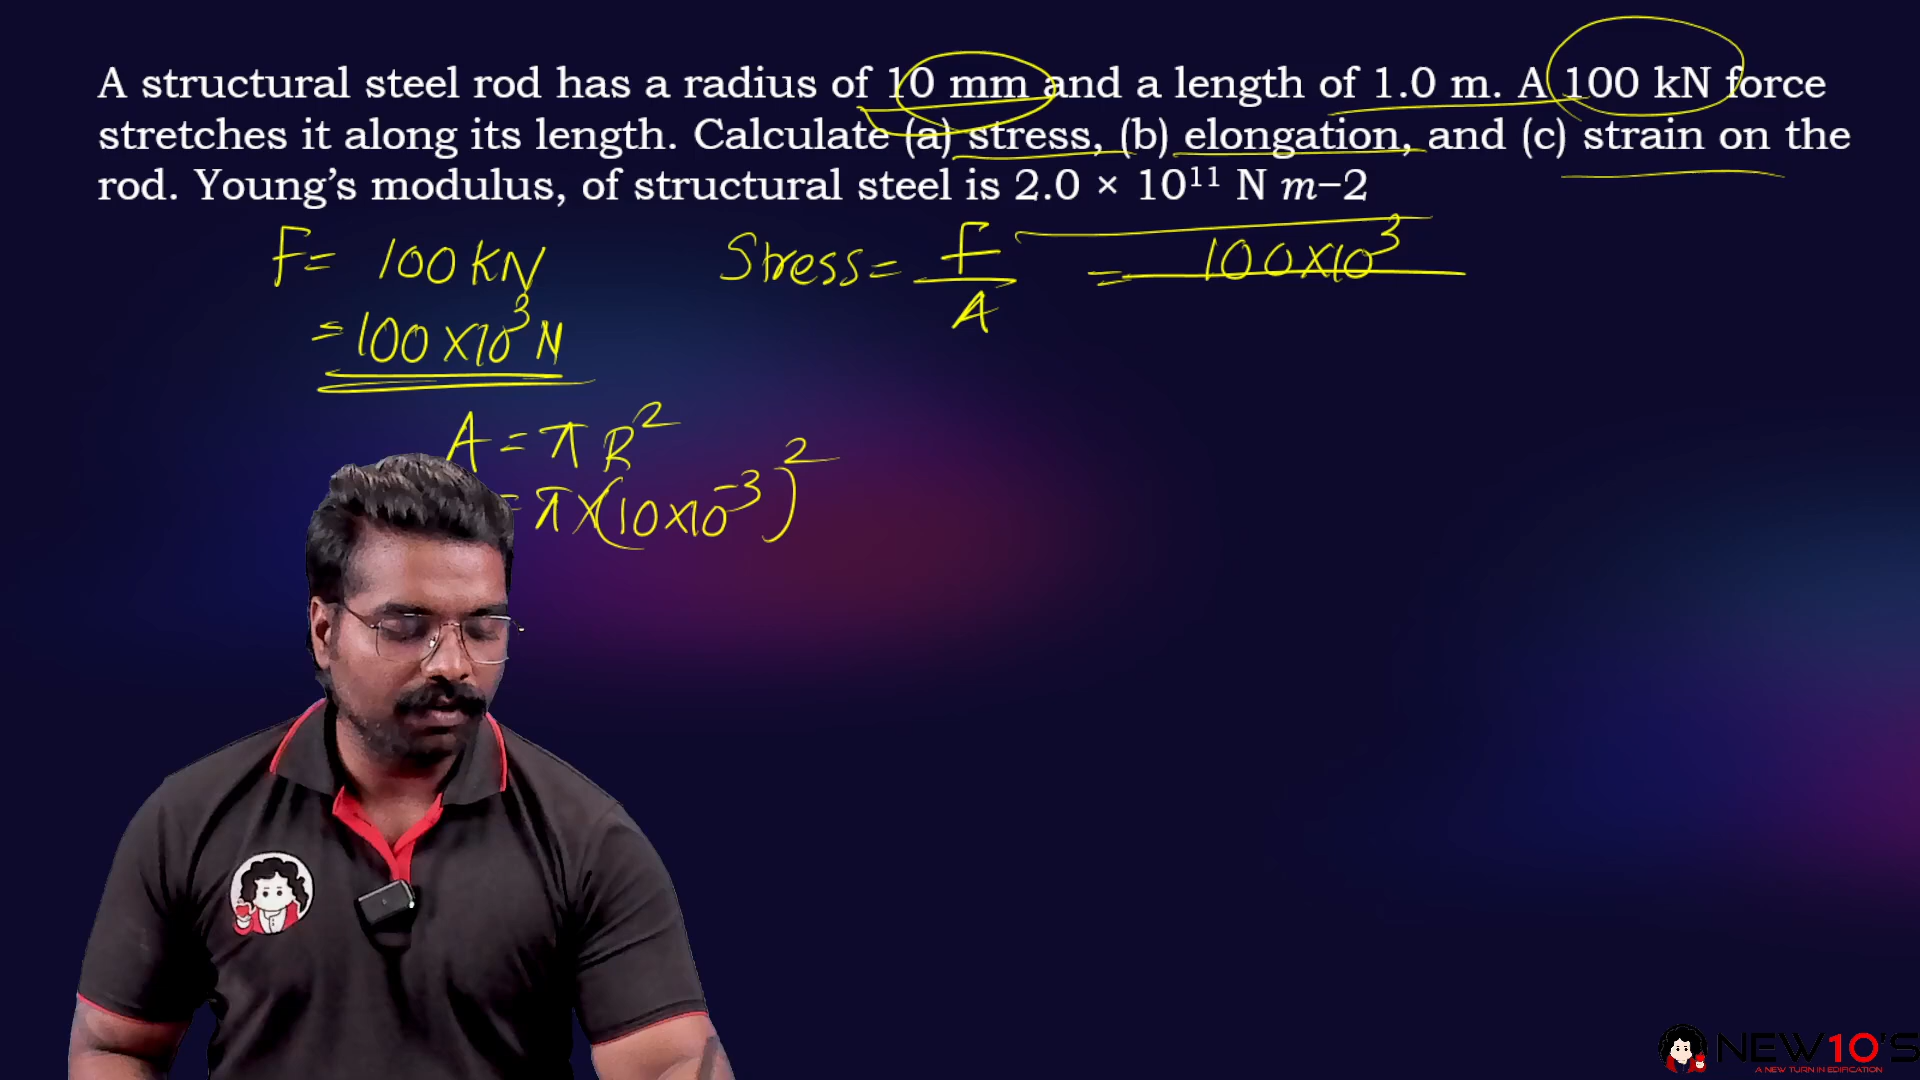 A structural steel rod has a radius of 10 mm and a length of 1.0 m. A 100 kN force
stretches it along its length. Calculate (a) stress, (b) elongation, and (c) strain on the
rod. Young’s modulus, of structural steel is 2.0 × 10¹¹ N m–2
F= 100 KN
= 100 × 10³ N
A = π R²
= π × (10 × 10⁻³)²
Stress = F/A = 100×10³
NEW10'S
A NEW TURN IN EDIFICATION